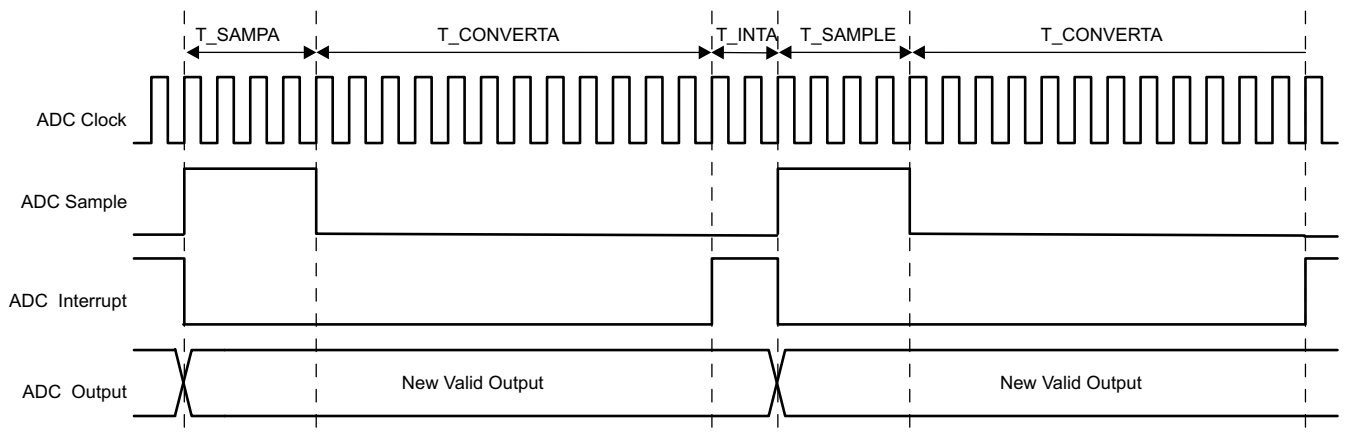 T_SAMPA T_CONVERTA T_INTA T_SAMPLE T_CONVERTA
ADC Clock
ADC Sample
ADC Interrupt
ADC Output New Valid Output New Valid Output